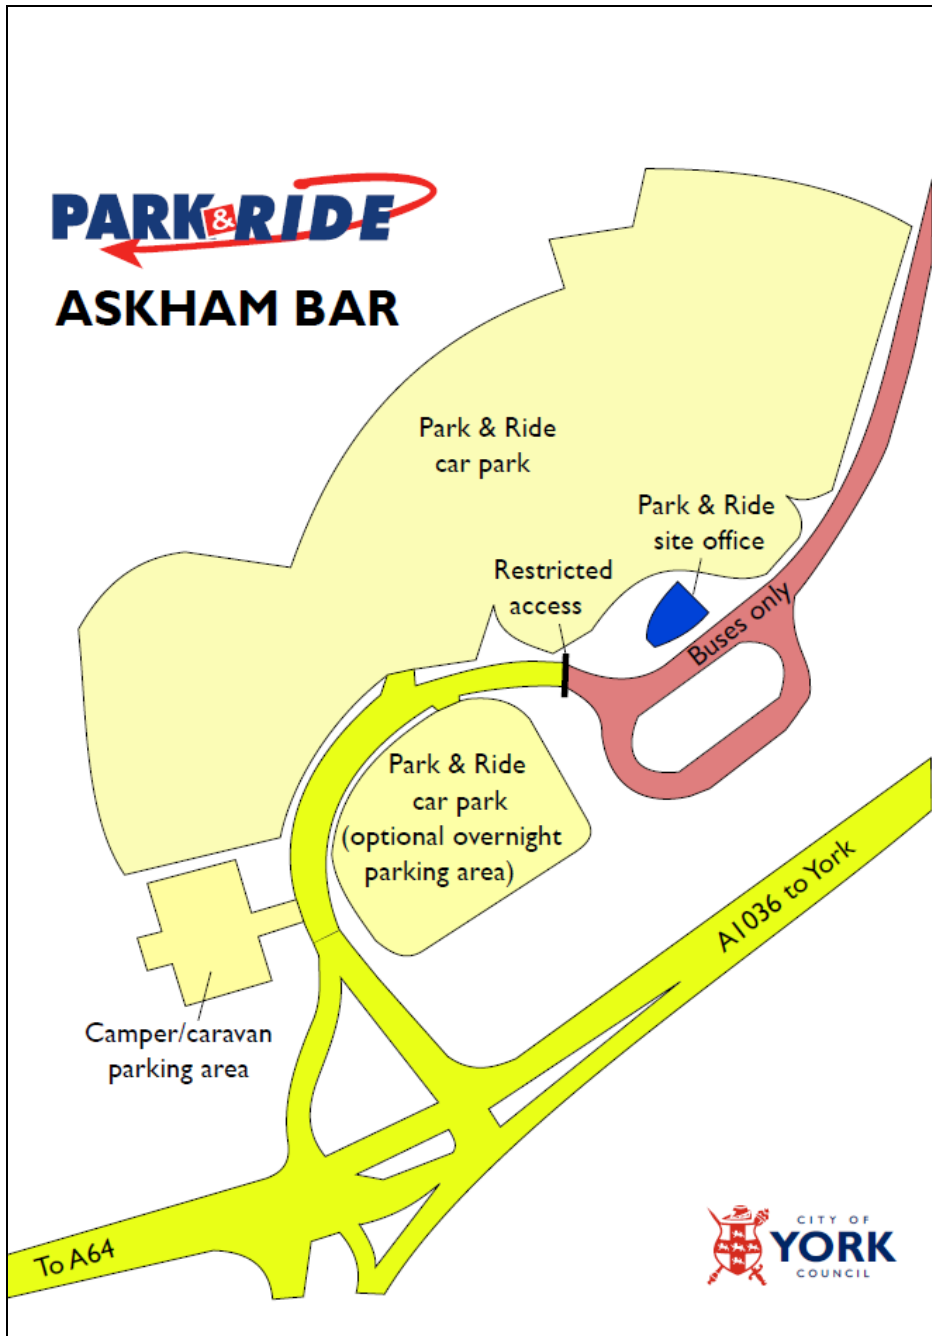 PARK & RIDE
ASKHAM BAR
Park & Ride
car park
Park & Ride
site office
Restricted
access
Buses only
Park & Ride
car park
(optional overnight
parking area)
A1036 to York
Camper/caravan
parking area
To A64
CITY OF
YORK
COUNCIL